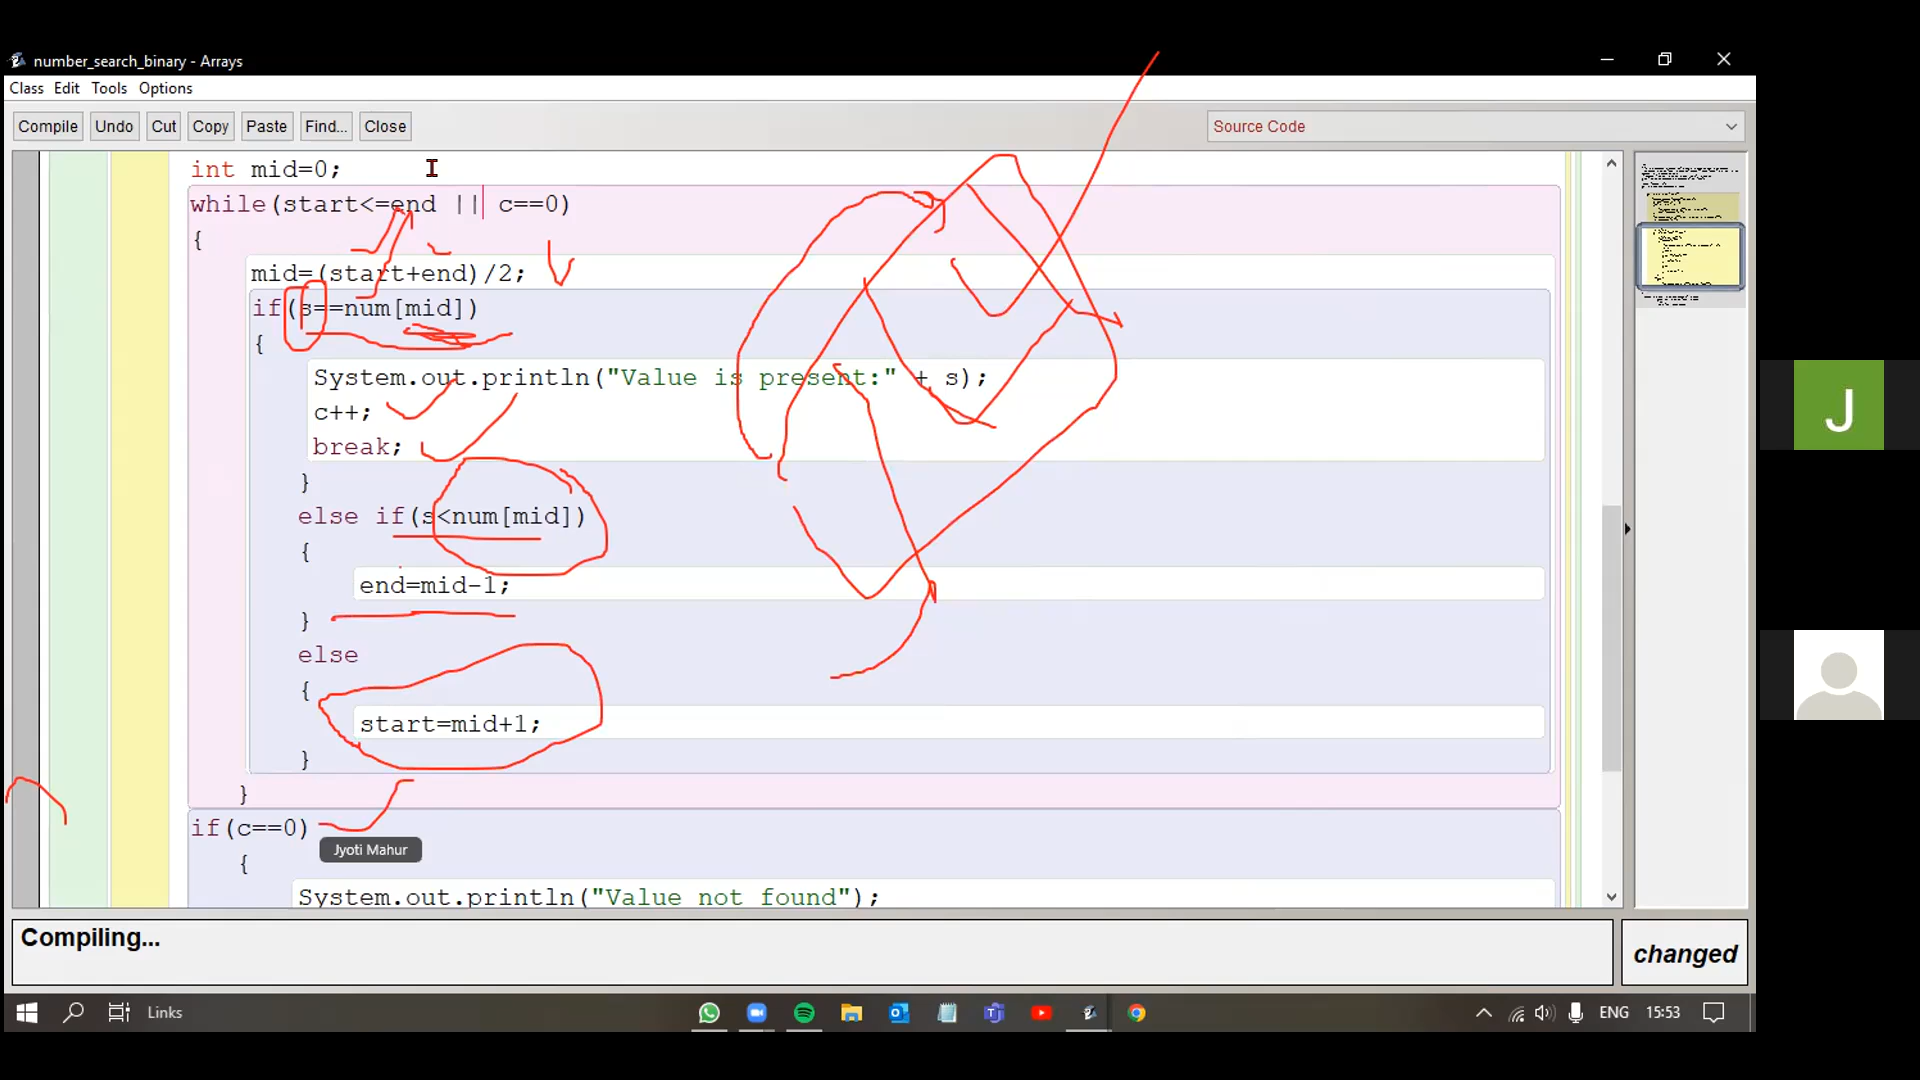 number_search_binary - Arrays
Class Edit Tools Options
Compile Undo Cut Copy Paste Find... Close Source Code
int mid=0;
while(start<=end || c==0)
{
mid=(start+end)/2;
if(s==num[mid])
{
System.out.println("Value is present:" + s);
c++;
break;
}
else if(s<num[mid])
{
end=mid-1;
}
else
{
start=mid+1;
}
}
if(c==0)
Jyoti Mahur
{
System.out.println("Value not found");
Compiling...
changed
Links
ENG 15:53
J